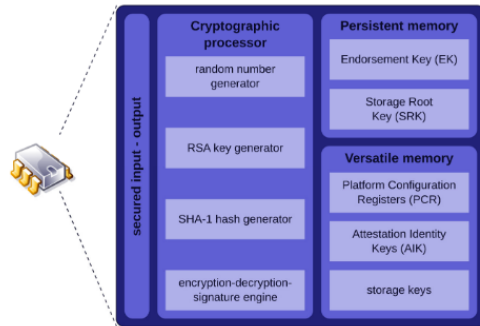 secured input - output
Cryptographic
processor
random number
generator
RSA key generator
SHA-1 hash generator
encryption-decryption-
signature engine
Persistent memory
Endorsement Key (EK)
Storage Root
Key (SRK)
Versatile memory
Platform Configuration
Registers (PCR)
Attestation Identity
Keys (AIK)
storage keys